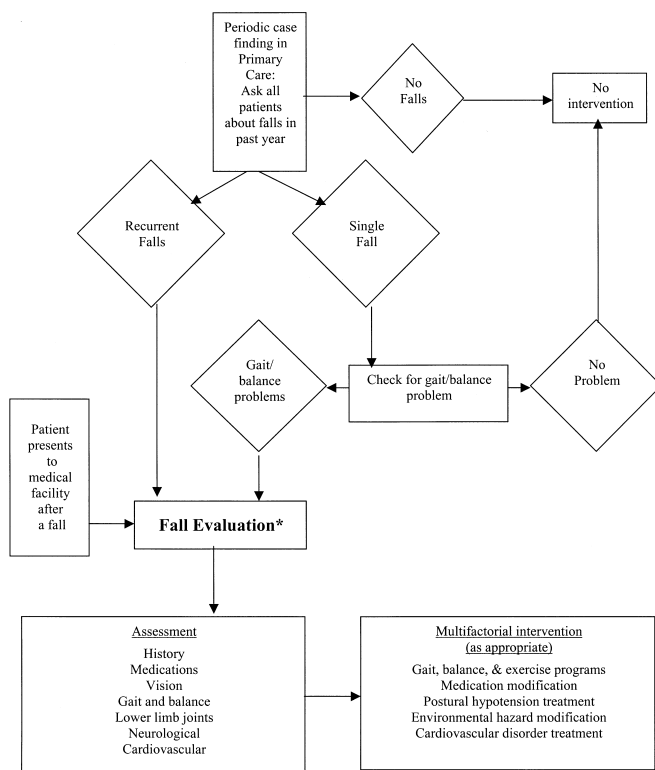 Periodic case
finding in
Primary
Care:
Ask all
patients
about falls in
past year
No
Falls
No
intervention
Recurrent
Falls
Single
Fall
Gait/
balance
problems
Check for gait/balance
problem
No
Problem
Patient
presents
to
medical
facility
after
a fall
Fall Evaluation*
Assessment
History
Medications
Vision
Gait and balance
Lower limb joints
Neurological
Cardiovascular
Multifactorial intervention
(as appropriate)
Gait, balance, & exercise programs
Medication modification
Postural hypotension treatment
Environmental hazard modification
Cardiovascular disorder treatment